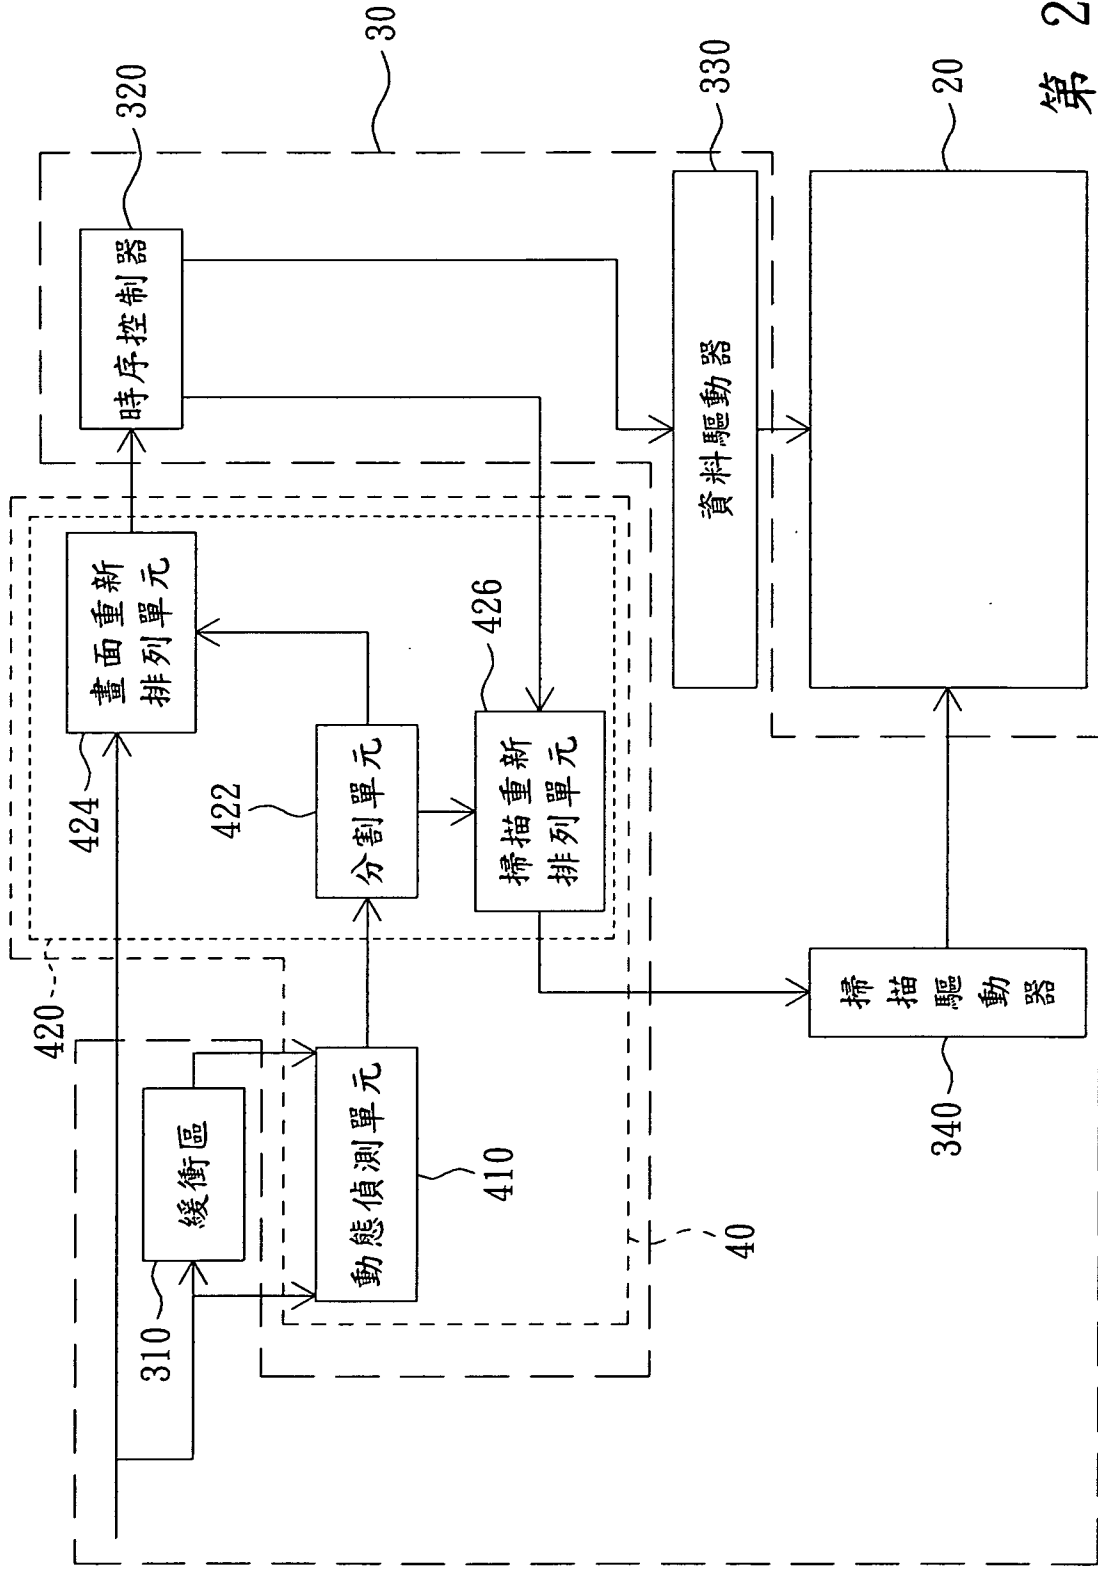 420
緩衝區
310
動態偵測單元
410
40
畫面重新
排列單元
424
分割單元
422
掃描重新
排列單元
426
時序控制器
320
30
資料驅動器
330
掃描驅動器
340
20
第 2